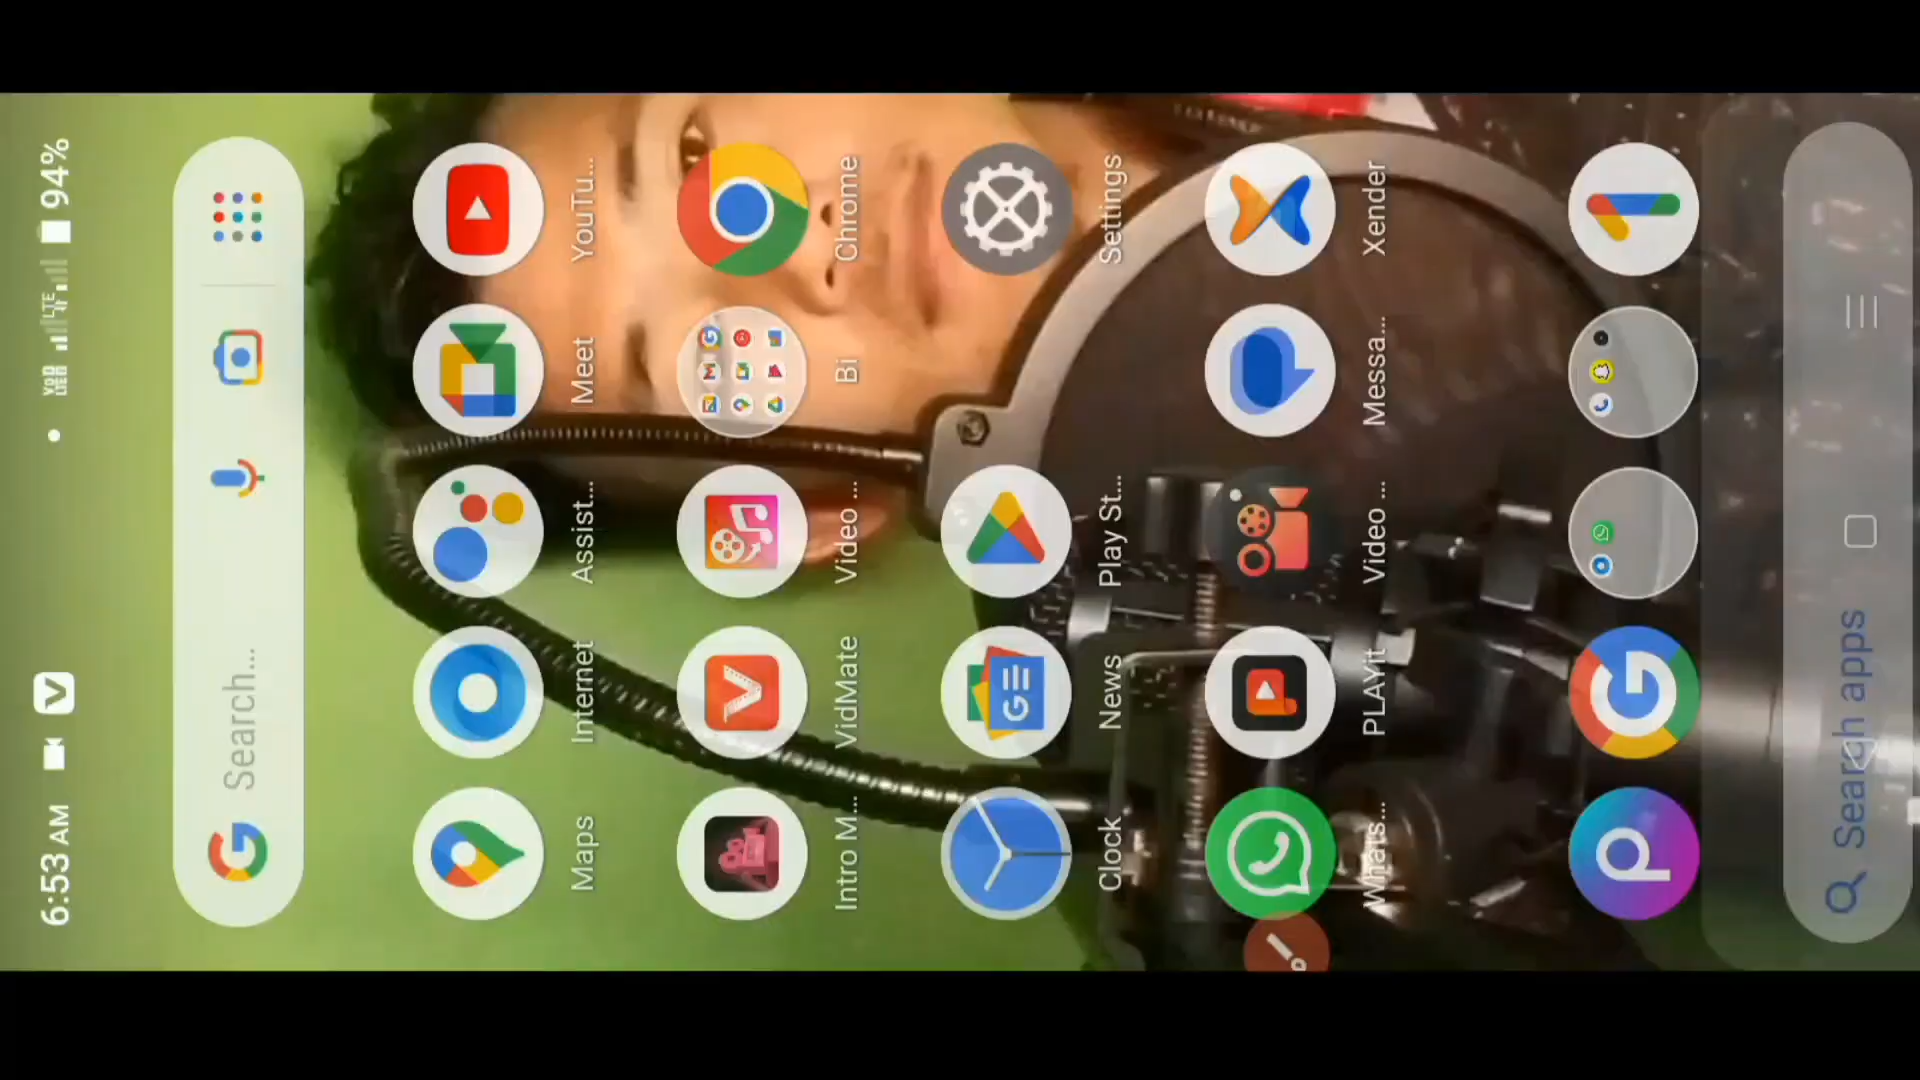 6:53 AM
VoD LTE
LTE
94%
Search...
Maps
Internet
Assist...
Meet
YouTu...
Intro M...
VidMate
Video ...
Bi
Chrome
Clock
News
Play St...
Settings
Whats...
PLAYit
Video ...
Messa...
Xender
Search apps